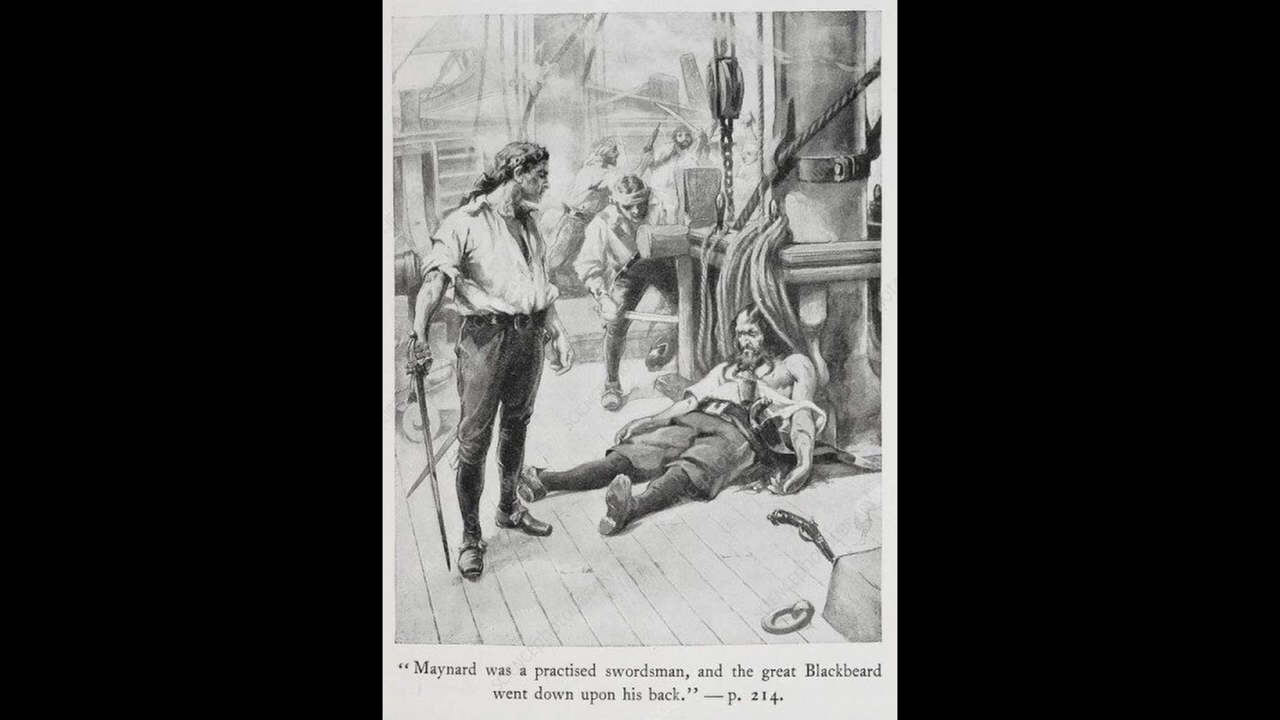 “Maynard was a practised swordsman, and the great Blackbeard
went down upon his back.” — p. 214.